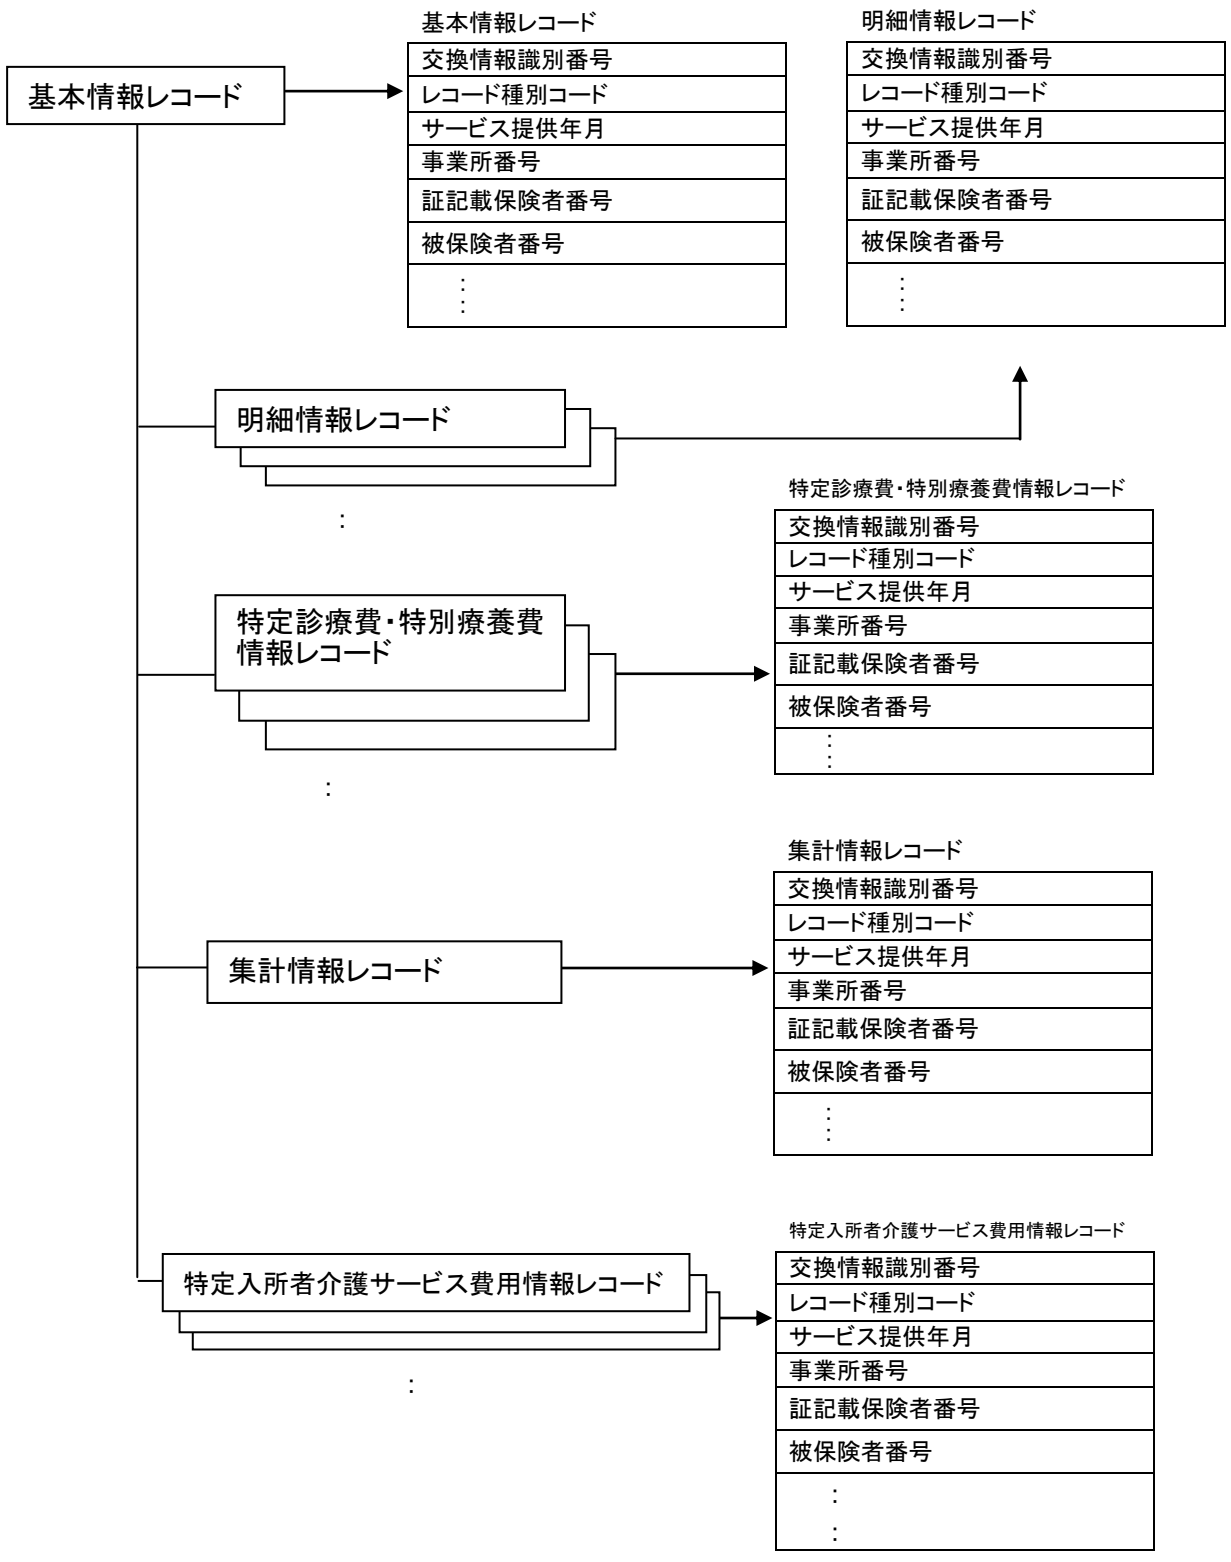 基本情報レコード
基本情報レコード
交換情報識別番号
レコード種別コード
サービス提供年月
事業所番号
証記載保険者番号
被保険者番号
:
:
明細情報レコード
交換情報識別番号
レコード種別コード
サービス提供年月
事業所番号
証記載保険者番号
被保険者番号
:
:
明細情報レコード
:
特定診療費・特別療養費情報レコード
交換情報識別番号
レコード種別コード
サービス提供年月
事業所番号
証記載保険者番号
被保険者番号
:
:
特定診療費・特別療養費
情報レコード
:
集計情報レコード
交換情報識別番号
レコード種別コード
サービス提供年月
事業所番号
証記載保険者番号
被保険者番号
:
:
集計情報レコード
特定入所者介護サービス費用情報レコード
交換情報識別番号
レコード種別コード
サービス提供年月
事業所番号
証記載保険者番号
被保険者番号
:
:
特定入所者介護サービス費用情報レコード
: